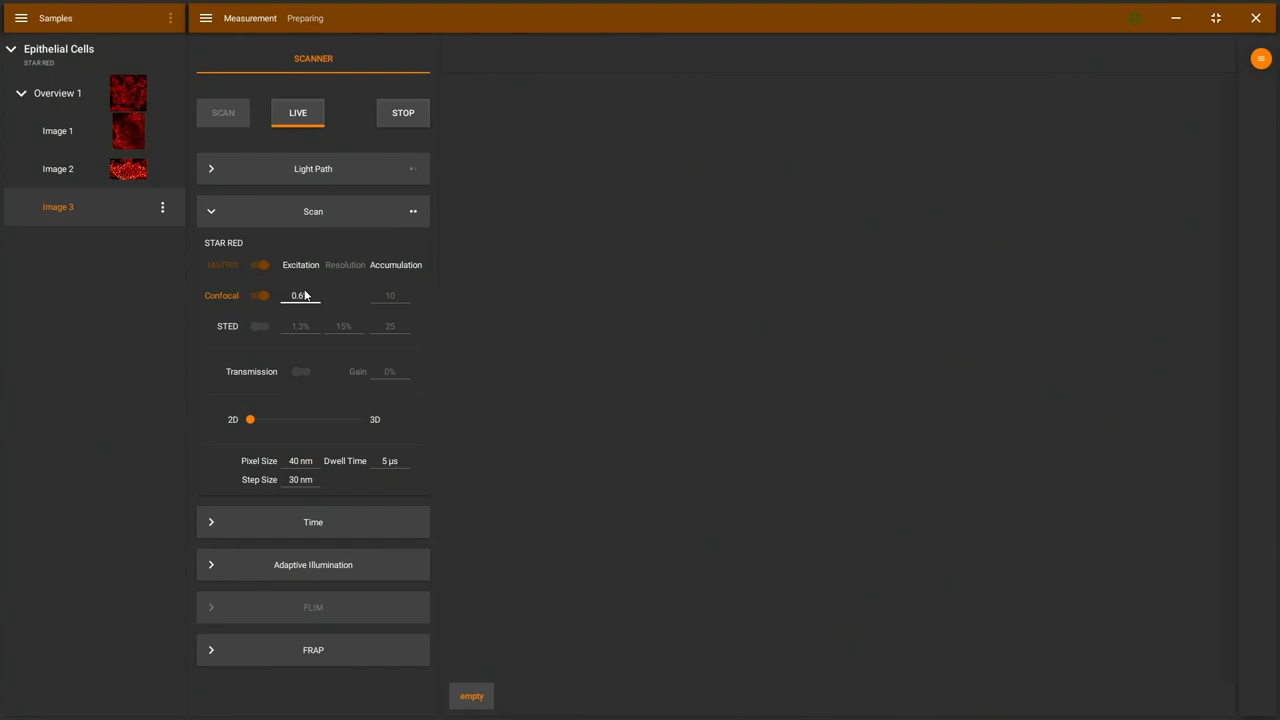 Samples
Measurement Preparing
Epithelial Cells
STAR RED
Overview 1
Image 1
Image 2
Image 3
SCANNER
SCAN LIVE STOP
Light Path
Scan
STAR RED
MATRIX Excitation Resolution Accumulation
Confocal 0.6 10
STED 1.3% 15% 25
Transmission Gain 0%
2D 3D
Pixel Size 40 nm Dwell Time 5 µs
Step Size 30 nm
Time
Adaptive Illumination
FLIM
FRAP
empty